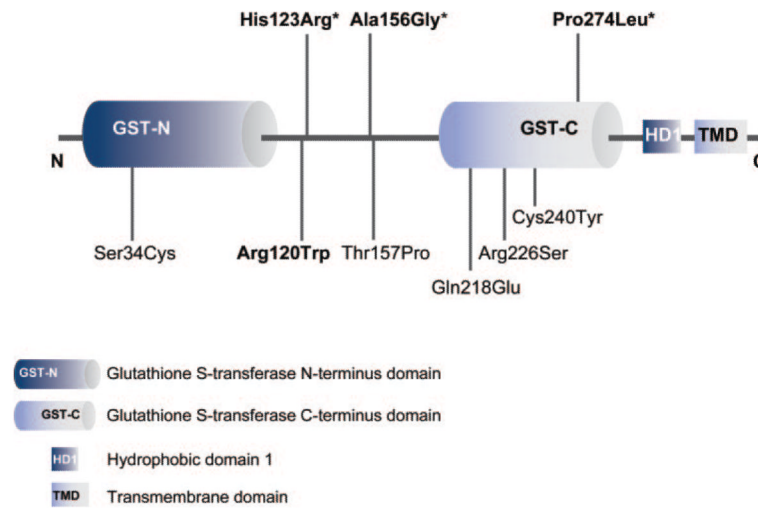 His123Arg* Ala156Gly* Pro274Leu*
GST-N GST-C HD1 TMD
N C
Ser34Cys Arg120Trp Thr157Pro Arg226Ser Cys240Tyr
Gln218Glu
GST-N Glutathione S-transferase N-terminus domain
GST-C Glutathione S-transferase C-terminus domain
HD1 Hydrophobic domain 1
TMD Transmembrane domain